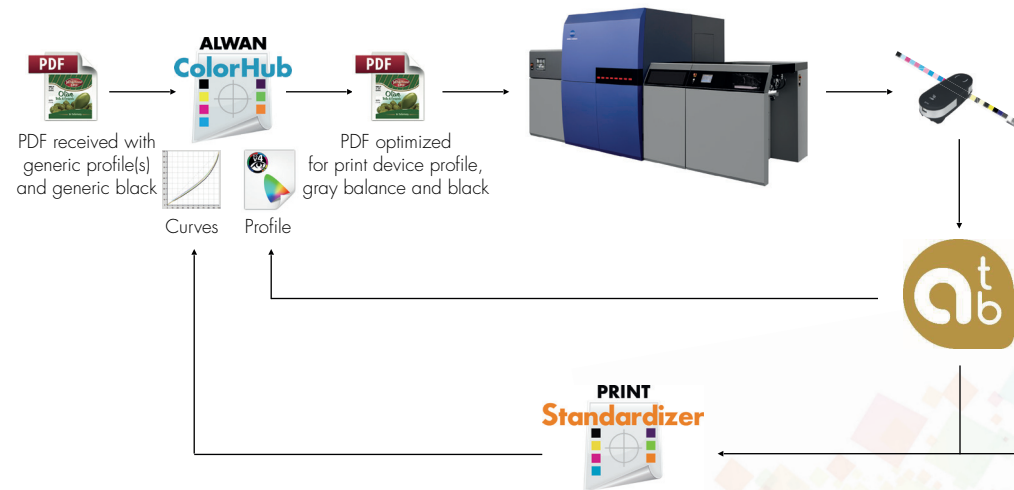 ALWAN
ColorHub
PDF
PDF
PDF received with
generic profile(s)
and generic black
PDF optimized
for print device profile,
gray balance and black
Curves
Profile
a t b
PRINT
Standardizer